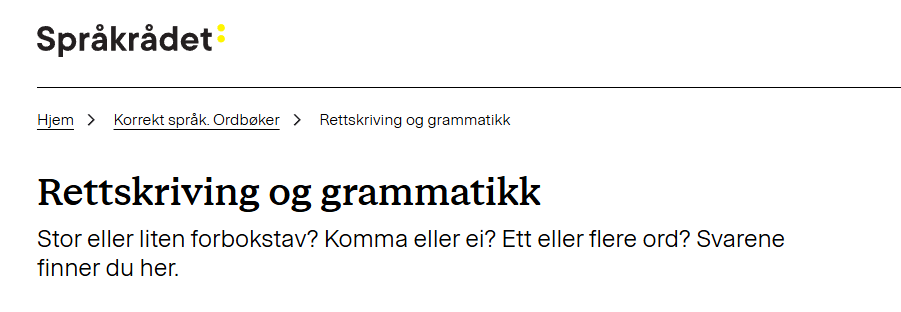 Språkrådet:
Hjem > Korrekt språk. Ordbøker > Rettskriving og grammatikk
Rettskriving og grammatikk
Stor eller liten forbokstav? Komma eller ei? Ett eller flere ord? Svarene
finner du her.